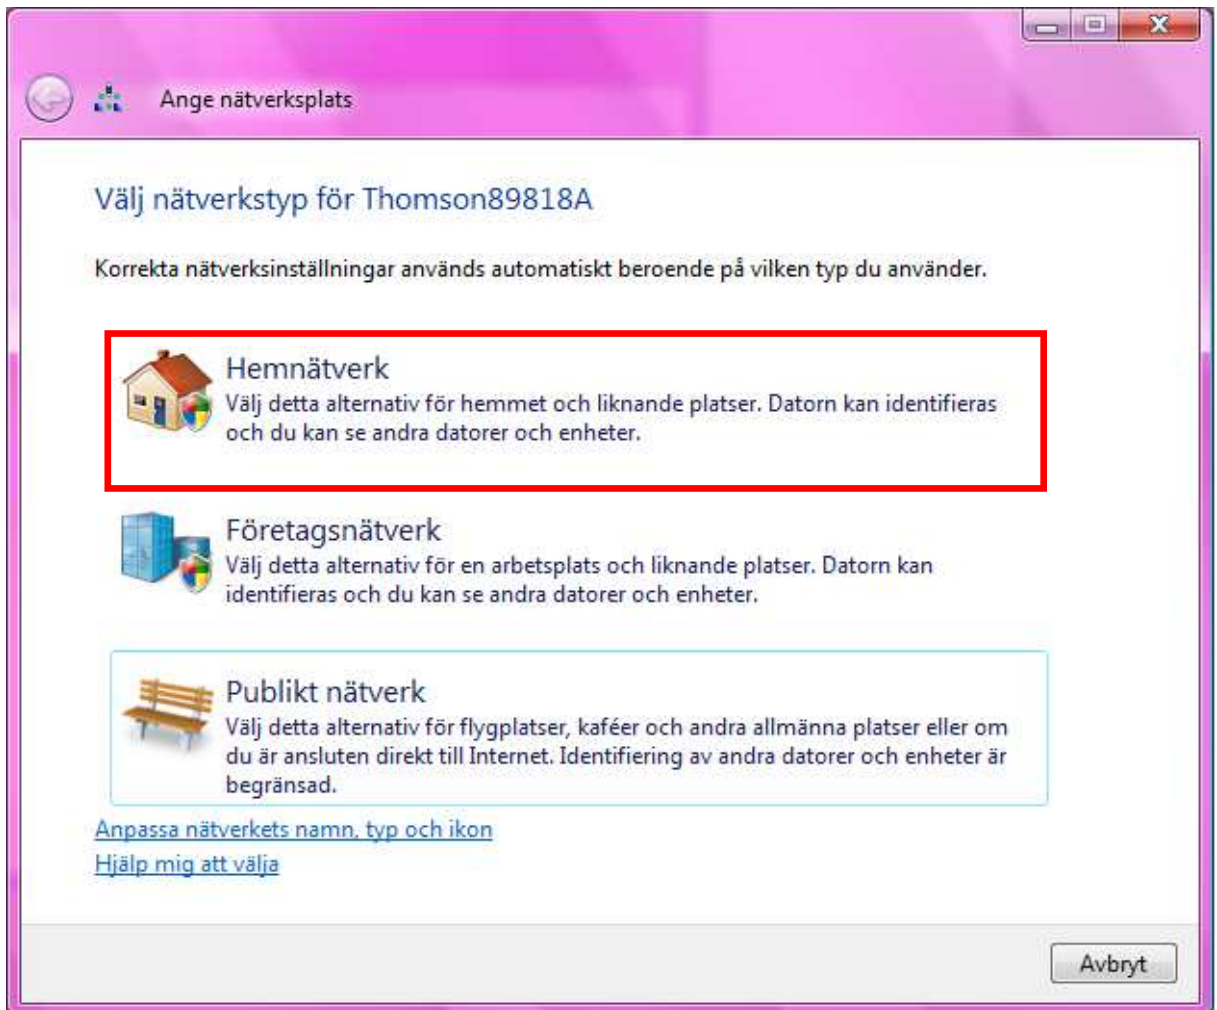 Ange nätverksplats
Välj nätverkstyp för Thomson89818A
Korrekta nätverksinställningar används automatiskt beroende på vilken typ du använder.
Hemnätverk
Välj detta alternativ för hemmet och liknande platser. Datorn kan identifieras
och du kan se andra datorer och enheter.
Företagsnätverk
Välj detta alternativ för en arbetsplats och liknande platser. Datorn kan
identifieras och du kan se andra datorer och enheter.
Publikt nätverk
Välj detta alternativ för flygplatser, kaféer och andra allmänna platser eller om
du är ansluten direkt till Internet. Identifiering av andra datorer och enheter är
begränsad.
Anpassa nätverkets namn, typ och ikon
Hjälp mig att välja
Avbryt